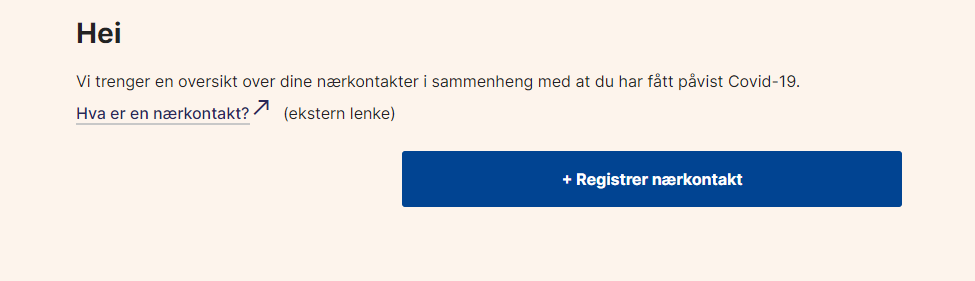 Hei
Vi trenger en oversikt over dine nærkontakter i sammenheng med at du har fått påvist Covid-19.
Hva er en nærkontakt? (ekstern lenke)
+ Registrer nærkontakt